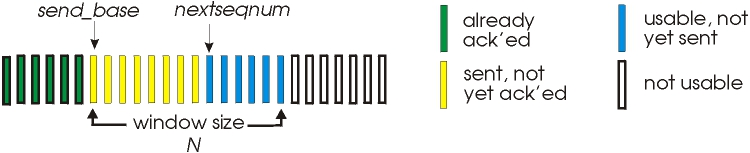 send_base
nextseqnum
window size
N
already
ack'ed
sent, not
yet ack'ed
usable, not
yet sent
not usable